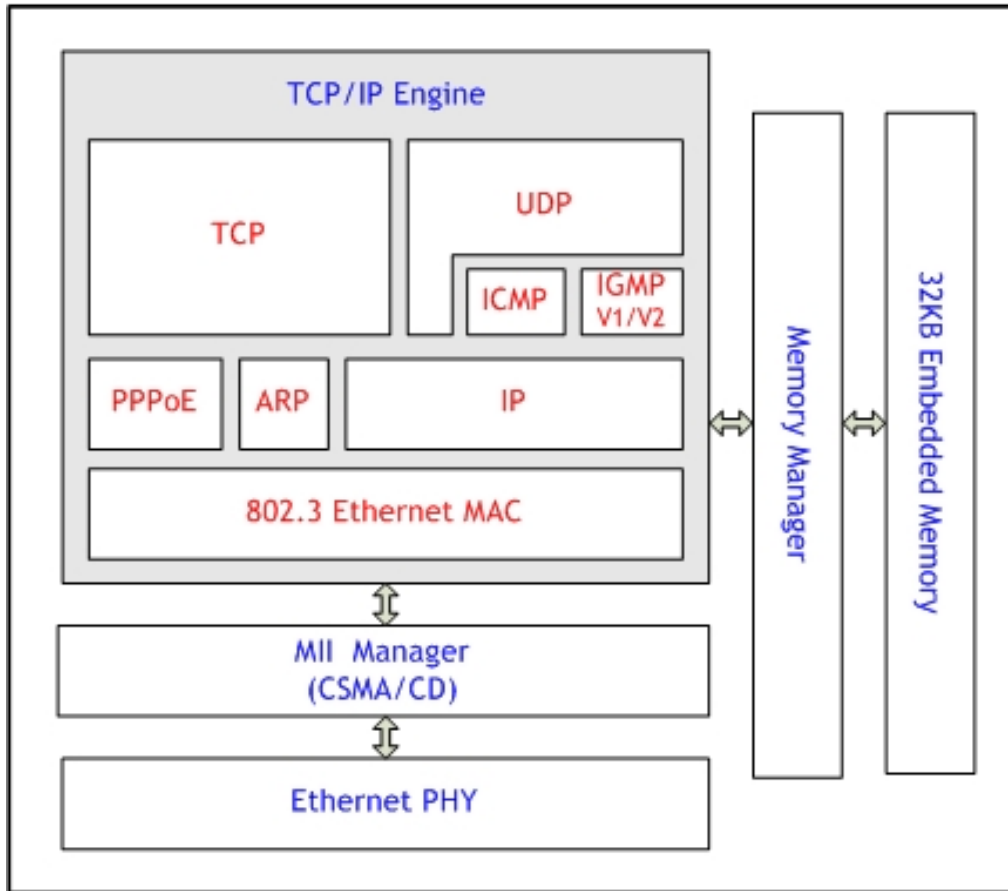 TCP/IP Engine
TCP
UDP
ICMP
IGMP
V1/V2
PPPoE
ARP
IP
802.3 Ethernet MAC
MII Manager
(CSMA/CD)
Ethernet PHY
Memory Manager
32KB Embedded Memory